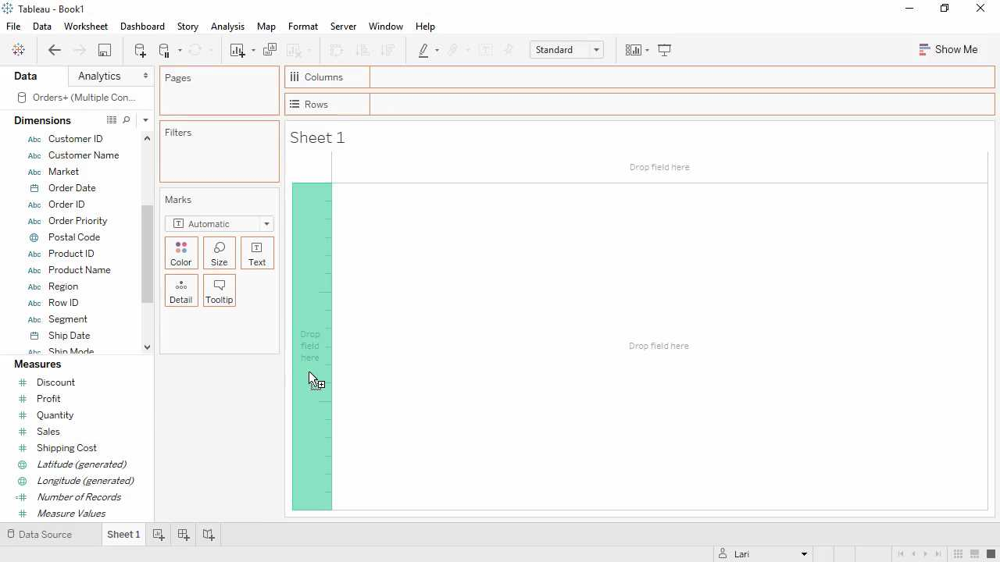 Tableau - Book1
File Data Worksheet Dashboard Story Analysis Map Format Server Window Help
Standard
Show Me
Data Analytics
Orders+ (Multiple Con...
Dimensions
Abc Customer ID
Abc Customer Name
Abc Market
Order Date
Abc Order ID
Abc Order Priority
Postal Code
Abc Product ID
Abc Product Name
Abc Region
Abc Row ID
Abc Segment
Ship Date
Abc Ship Mode
Measures
# Discount
# Profit
# Quantity
# Sales
# Shipping Cost
Latitude (generated)
Longitude (generated)
=# Number of Records
# Measure Values
Pages
Filters
Marks
T Automatic
Color Size Text
Detail Tooltip
Columns
Rows
Sheet 1
Drop field here
Drop
field
here
Drop field here
Data Source Sheet 1
Lari